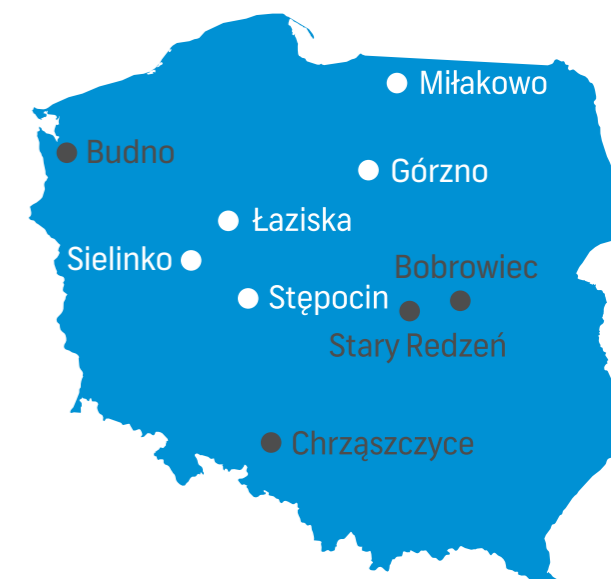 Miłakowo
Budno
Górzno
Łaziska
Sielinko
Bobrowiec
Stępocin
Stary Redzeń
Chrząszczyce